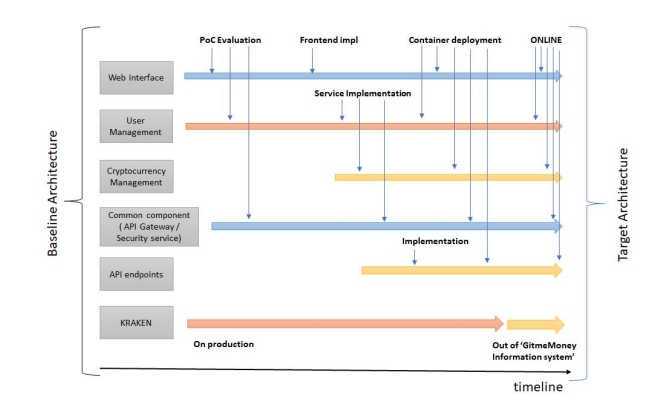 PoC Evaluation
Frontend impl
Container deployment
ONLINE
Web Interface
Service Implementation
User
Management
Cryptocurrency
Management
Common component
( API Gateway /
Security service)
Implementation
API endpoints
KRAKEN
On production
Out of 'GitmeMoney
Information system'
timeline
Baseline Architecture
Target Architecture